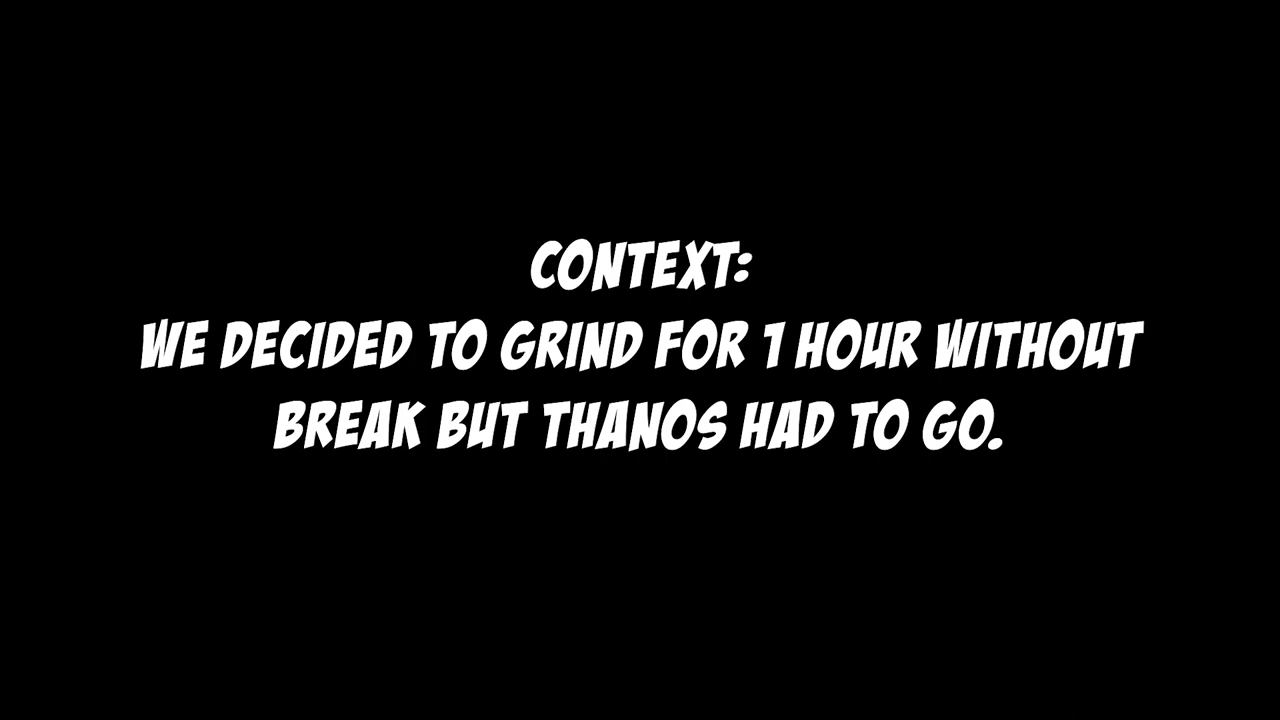 CONTEXT:
WE DECIDED TO GRIND FOR 1 HOUR WITHOUT
BREAK BUT THANOS HAD TO GO.